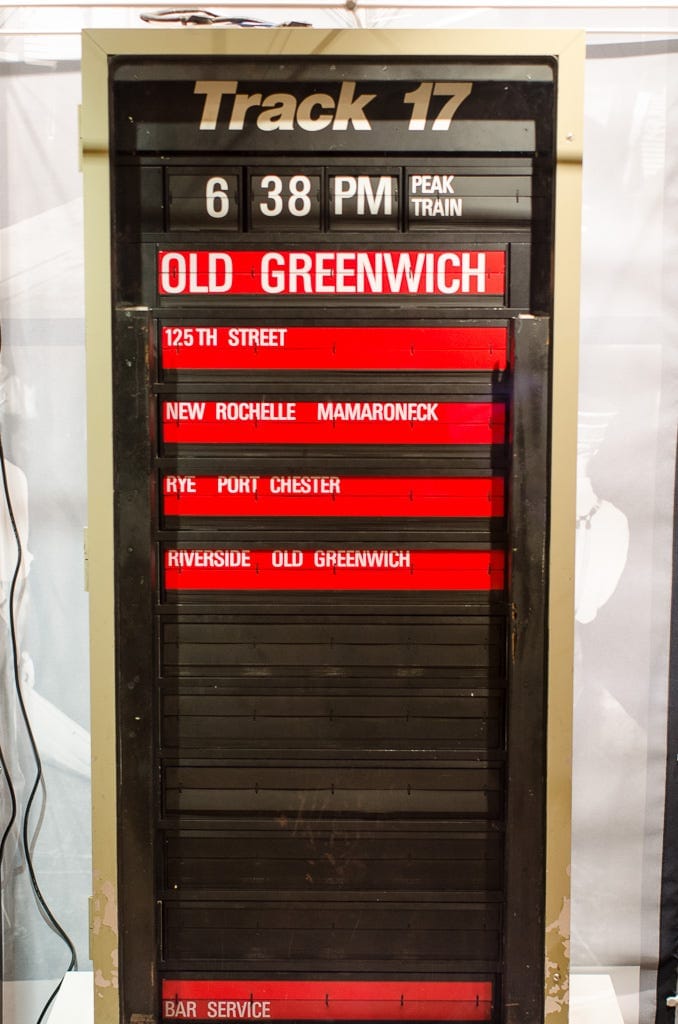 Track 17
6 38 PM PEAK TRAIN
OLD GREENWICH
125TH STREET
NEW ROCHELLE MAMARONECK
RYE PORT CHESTER
RIVERSIDE OLD GREENWICH
BAR SERVICE